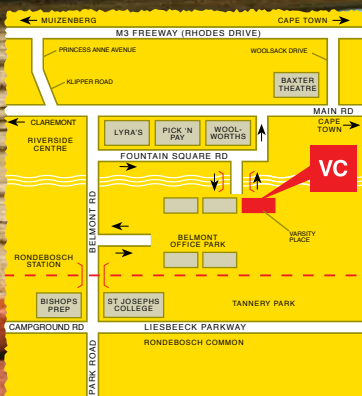 MUIZENBERG
CAPE TOWN
M3 FREEWAY (RHODES DRIVE)
PRINCESS ANNE AVENUE
WOOLSACK DRIVE
KLIPPER ROAD
BAXTER
THEATRE
MAIN RD
CLAREMONT
CAPE
TOWN
RIVERSIDE
CENTRE
LYRA'S
PICK 'N
PAY
WOOL-
WORTHS
FOUNTAIN SQUARE RD
VC
BELMONT RD
VARSITY
PLACE
BELMONT
OFFICE PARK
RONDEBOSCH
STATION
BISHOPS
PREP
ST JOSEPHS
COLLEGE
TANNERY PARK
CAMPGROUND RD
LIESBEECK PARKWAY
RONDEBOSCH COMMON
PARK ROAD